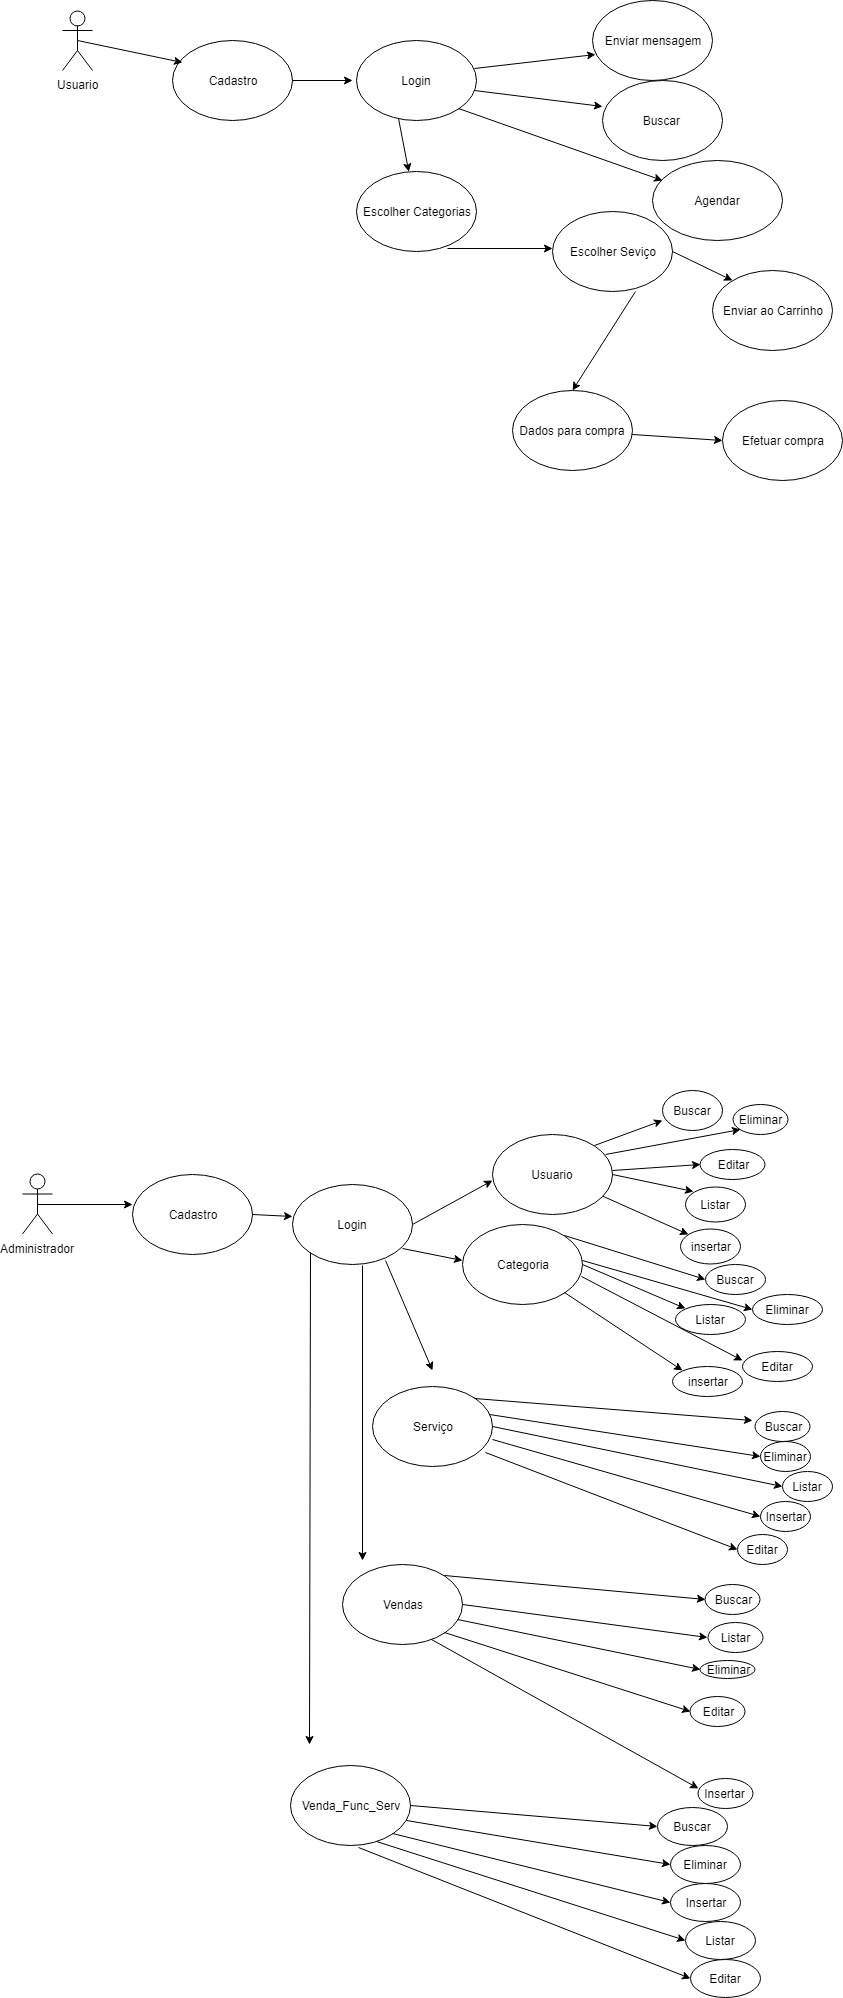 Enviar mensagem
Usuario
Cadastro
Login
Buscar
Agendar
Escolher Categorias
Escolher Seviço
Enviar ao Carrinho
Dados para compra
Efetuar compra
Administrador
Cadastro
Login
Usuario
Buscar
Eliminar
Editar
Listar
insertar
Categoria
Buscar
Eliminar
Listar
Editar
insertar
Serviço
Buscar
Eliminar
Listar
Insertar
Editar
Vendas
Buscar
Listar
Eliminar
Editar
Insertar
Venda_Func_Serv
Buscar
Eliminar
Insertar
Listar
Editar